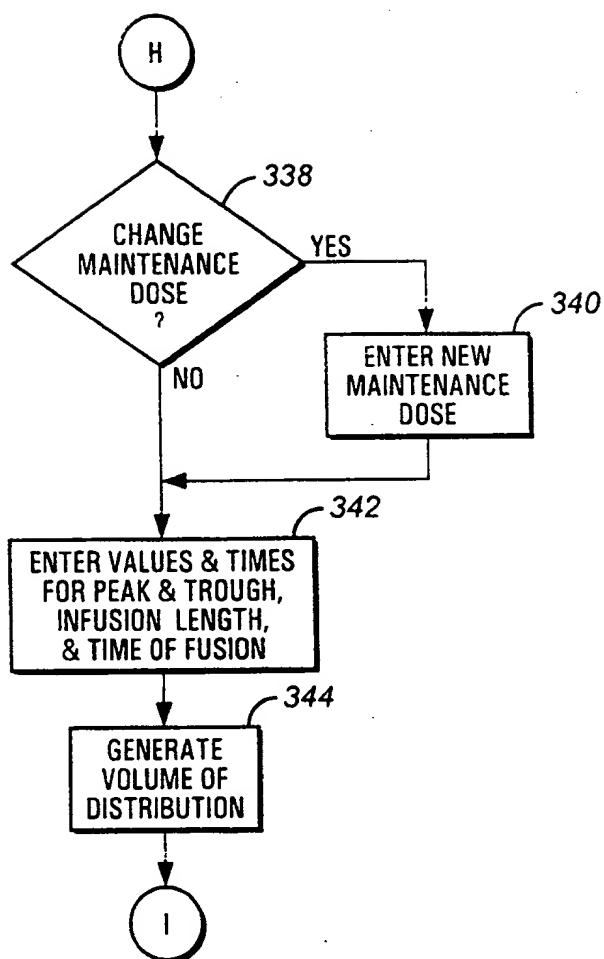 H
338
CHANGE
MAINTENANCE
DOSE
?
YES
NO
340
ENTER NEW
MAINTENANCE
DOSE
342
ENTER VALUES & TIMES
FOR PEAK & TROUGH,
INFUSION LENGTH,
& TIME OF FUSION
344
GENERATE
VOLUME OF
DISTRIBUTION
I